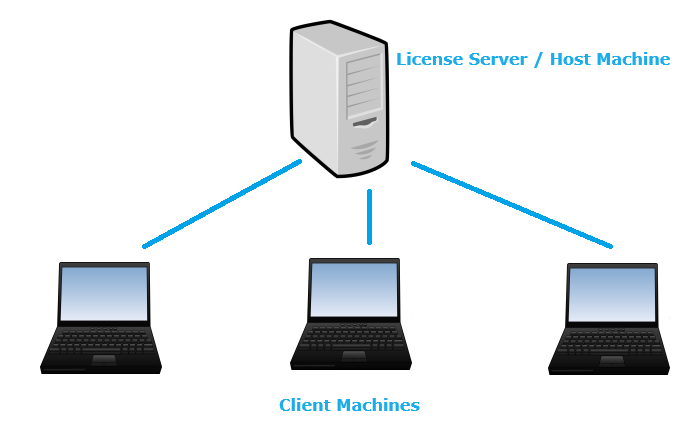 License Server / Host Machine
Client Machines